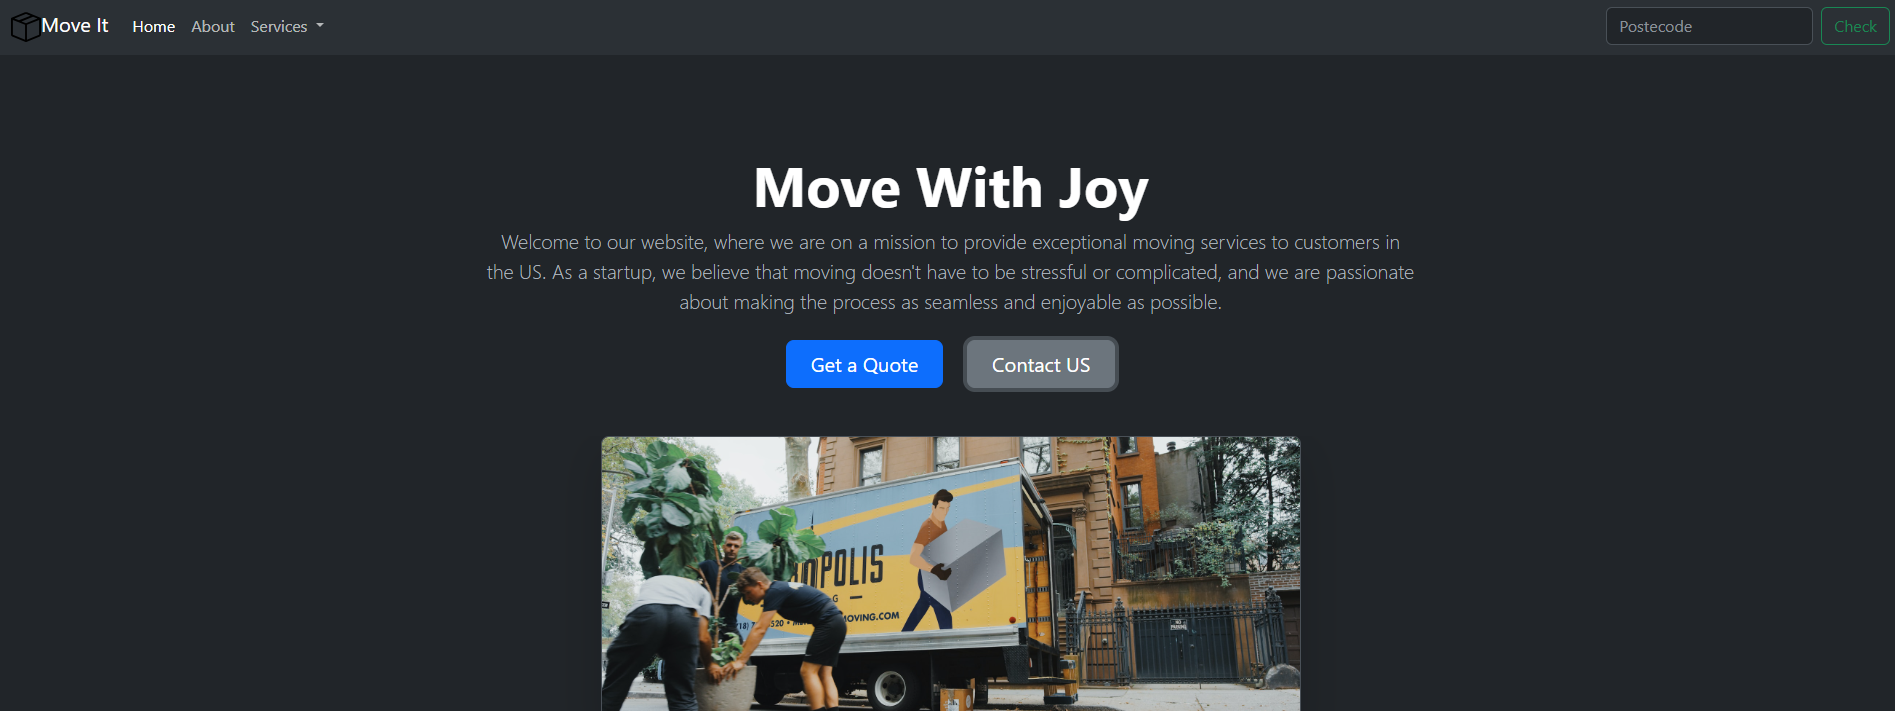 Move It
Home
About
Services
Postecode
Check
Move With Joy
Welcome to our website, where we are on a mission to provide exceptional moving services to customers in
the US. As a startup, we believe that moving doesn't have to be stressful or complicated, and we are passionate
about making the process as seamless and enjoyable as possible.
Get a Quote
Contact US
POLIS
MOVING.COM
NO
PARKING